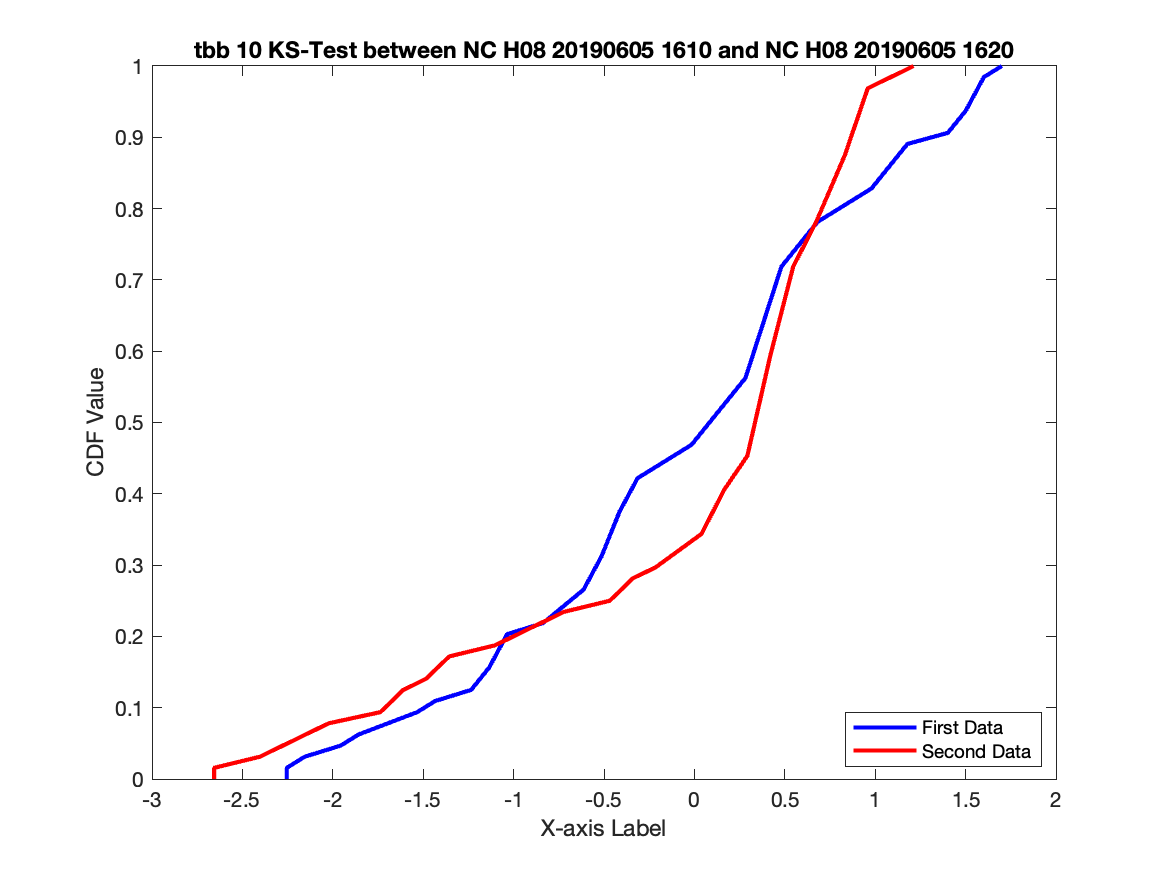 tbb 10 KS-Test between NC H08 20190605 1610 and NC H08 20190605 1620
1
0.9
0.8
0.7
0.6
0.5
0.4
0.3
0.2
0.1
0
CDF Value
First Data
Second Data
-3 -2.5 -2 -1.5 -1 -0.5 0 0.5 1 1.5 2
X-axis Label